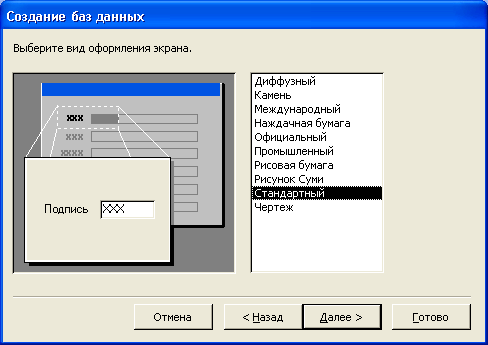 Создание баз данных
Выберите вид оформления экрана.
xxx
xxx
xxxx
Подпись XXX
Диффузный
Камень
Международный
Наждачная бумага
Официальный
Промышленный
Рисовая бумага
Рисунок Суми
Стандартный
Чертеж
Отмена < Назад Далее > Готово